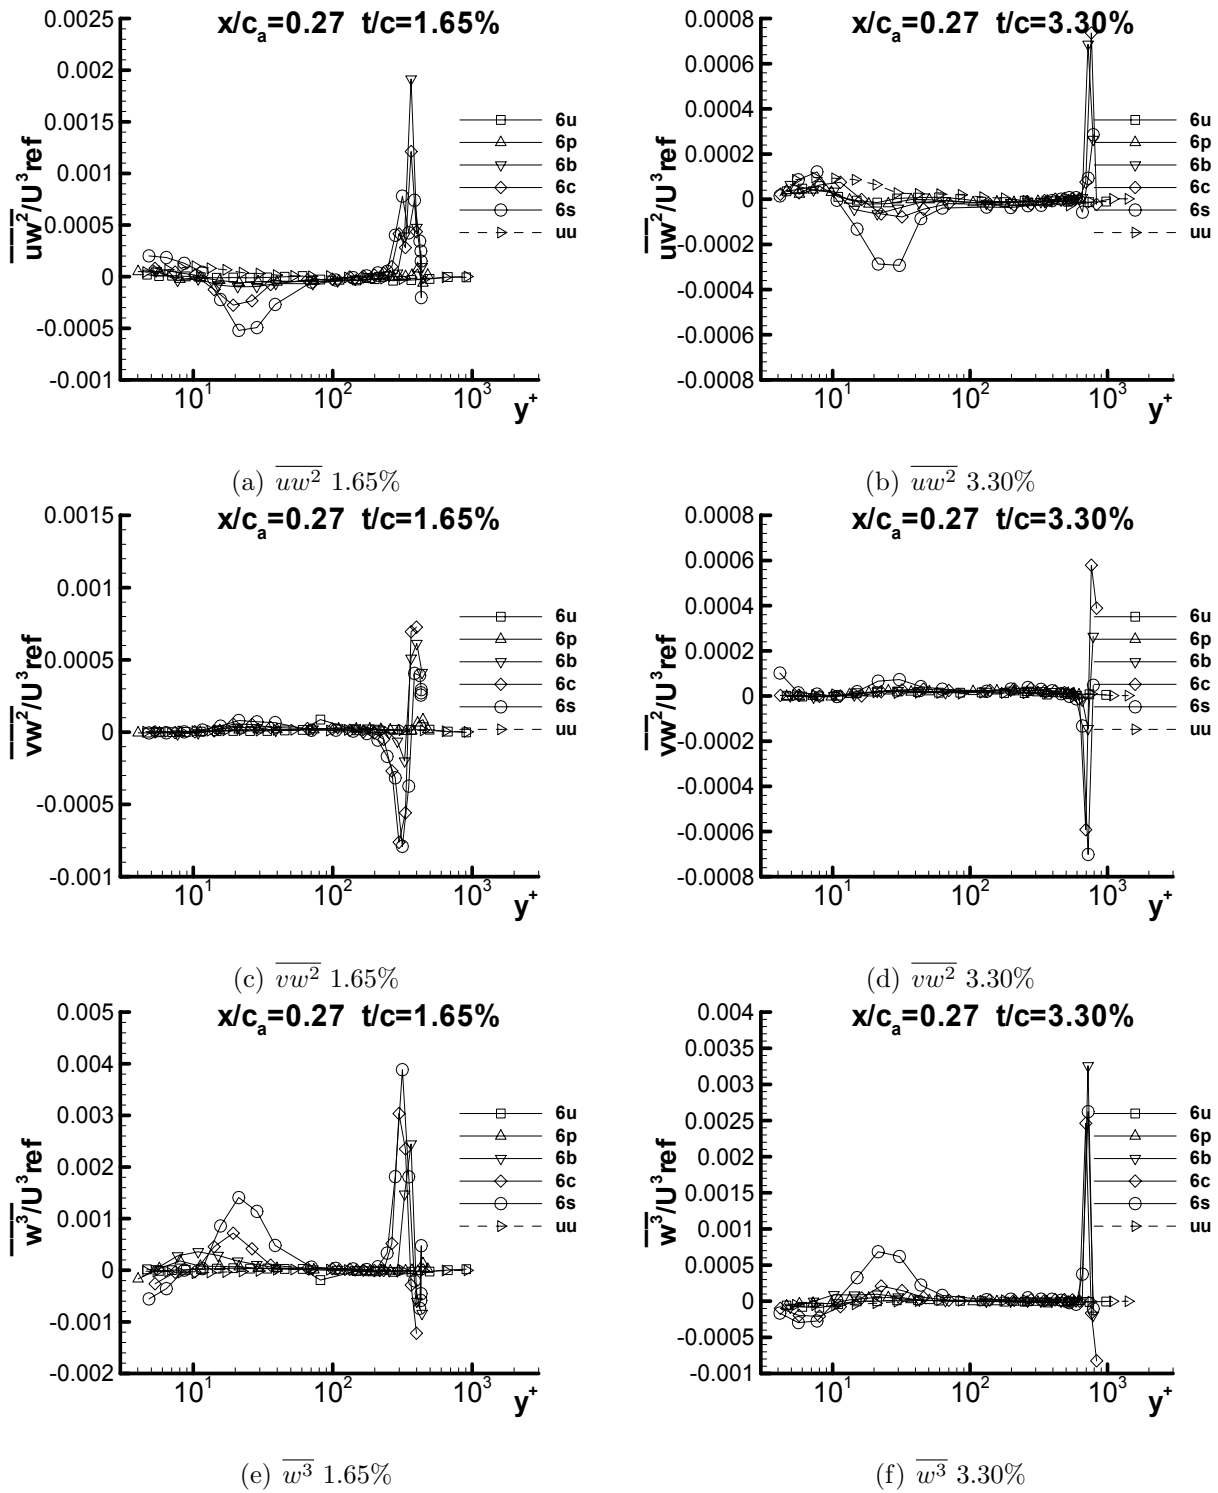 x/ca=0.27 t/c=1.65%
0.0025
0.002
0.0015
0.001
0.0005
0
-0.0005
-0.001
uw²/U³ref
10¹ 10² 10³
y⁺
6u
6p
6b
6c
6s
uu
(a) uw² 1.65%
x/ca=0.27 t/c=3.30%
0.0008
0.0006
0.0004
0.0002
0
-0.0002
-0.0004
-0.0006
-0.0008
uw²/U³ref
10¹ 10² 10³
y⁺
6u
6p
6b
6c
6s
uu
(b) uw² 3.30%
x/ca=0.27 t/c=1.65%
0.0015
0.001
0.0005
0
-0.0005
-0.001
vw²/U³ref
10¹ 10² 10³
y⁺
6u
6p
6b
6c
6s
uu
(c) vw² 1.65%
x/ca=0.27 t/c=3.30%
0.0008
0.0006
0.0004
0.0002
0
-0.0002
-0.0004
-0.0006
-0.0008
vw²/U³ref
10¹ 10² 10³
y⁺
6u
6p
6b
6c
6s
uu
(d) vw² 3.30%
x/ca=0.27 t/c=1.65%
0.005
0.004
0.003
0.002
0.001
0
-0.001
-0.002
w³/U³ref
10¹ 10² 10³
y⁺
6u
6p
6b
6c
6s
uu
(e) w³ 1.65%
x/ca=0.27 t/c=3.30%
0.004
0.0035
0.003
0.0025
0.002
0.0015
0.001
0.0005
0
-0.0005
-0.001
w³/U³ref
10¹ 10² 10³
y⁺
6u
6p
6b
6c
6s
uu
(f) w³ 3.30%